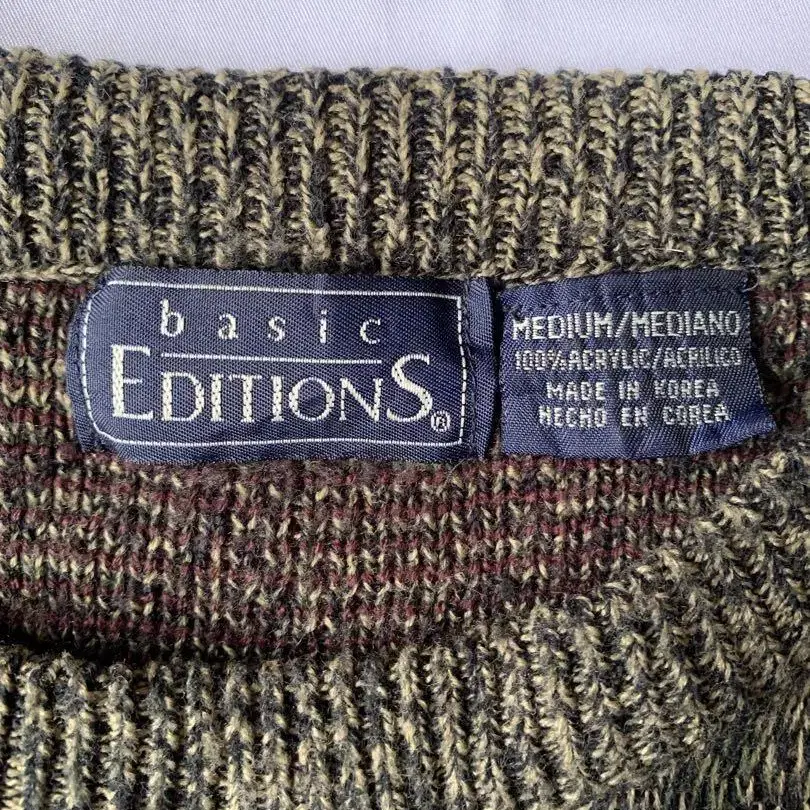 basic
EDITIONS®
MEDIUM/MEDIANO
100% ACRYLIC/ACRILICO
MADE IN KOREA
HECHO EN COREA